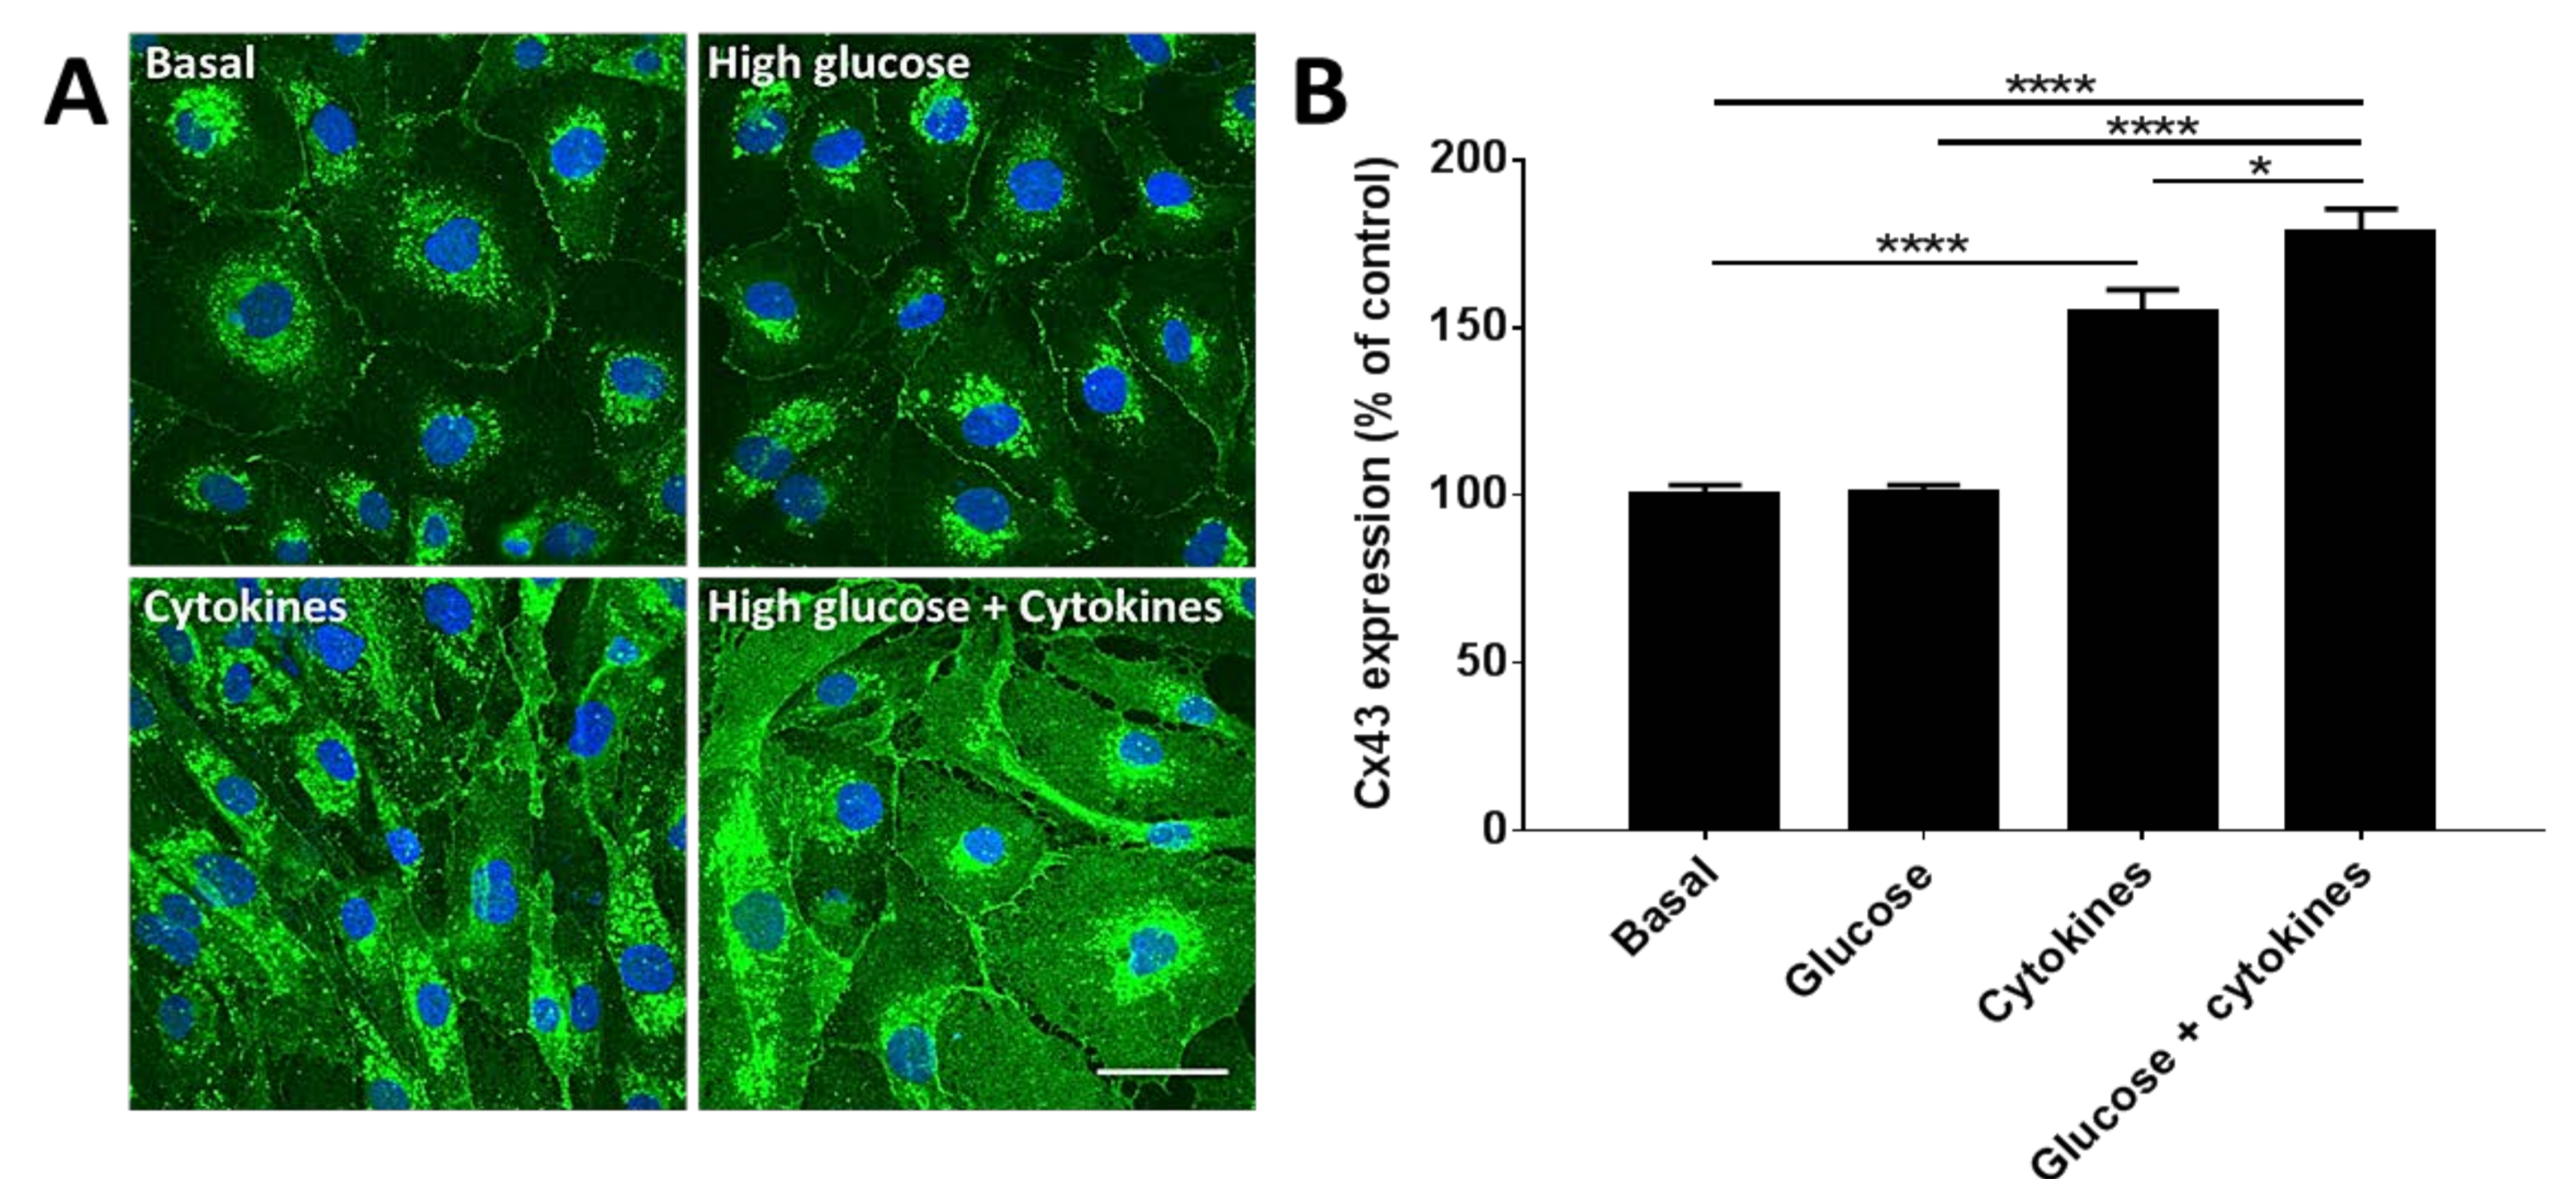 A
Basal
High glucose
Cytokines
High glucose + Cytokines
B
****
****
*
****
Cx43 expression (% of control)
200
150
100
50
0
Basal
Glucose
Cytokines
Glucose + cytokines